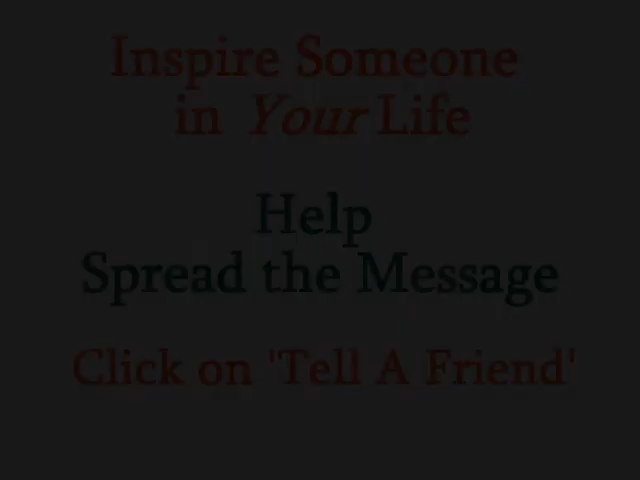 Inspire Someone
in Your Life
Help
Spread the Message
Click on 'Tell A Friend'